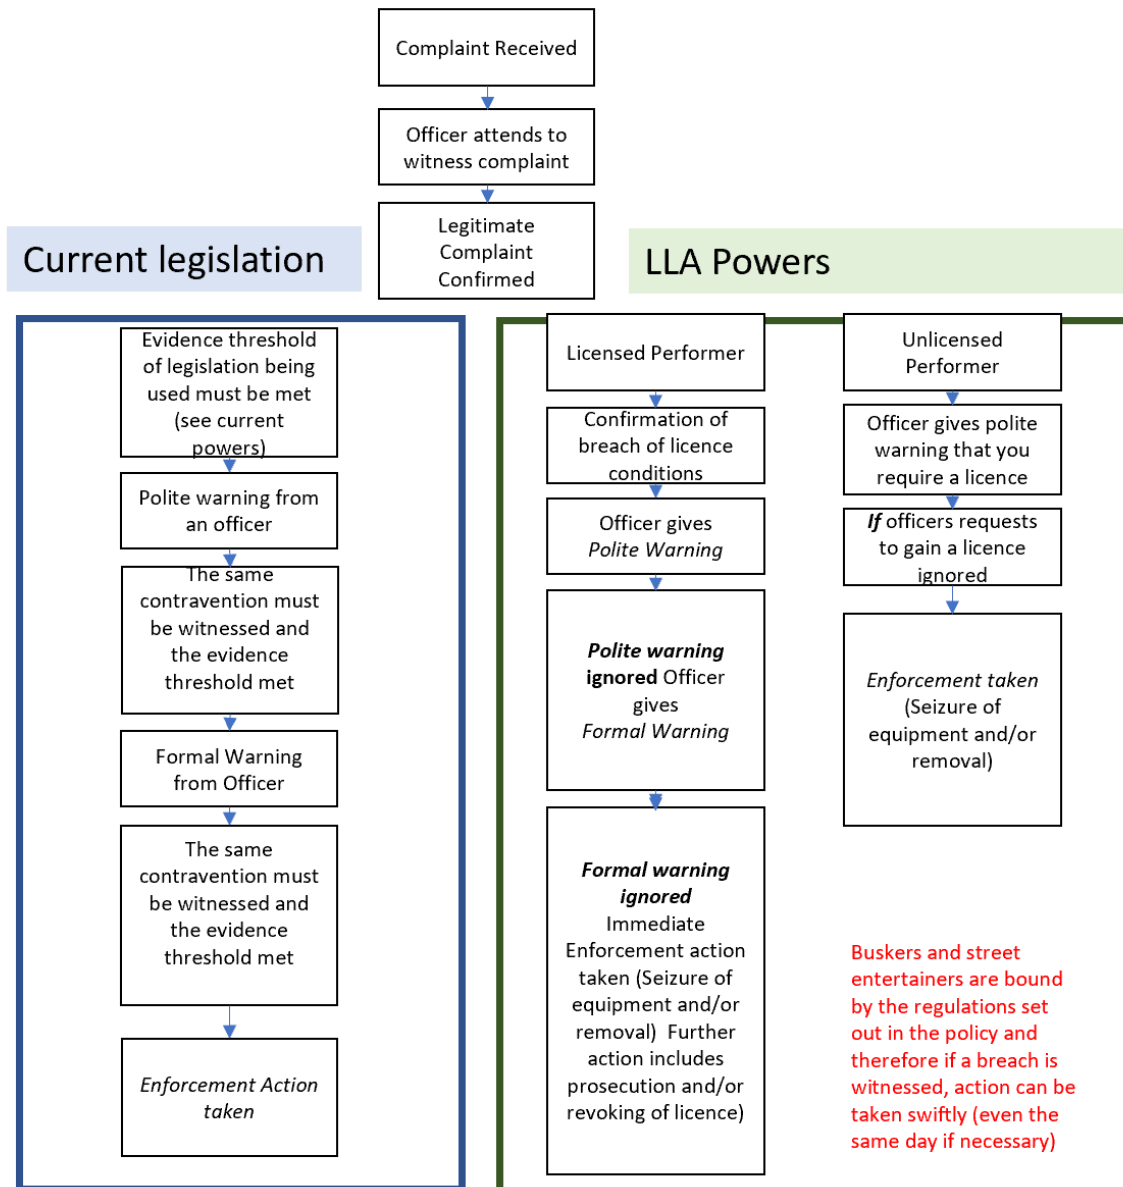 Complaint Received
Officer attends to
witness complaint
Legitimate
Complaint
Confirmed
Current legislation
LLA Powers
Evidence threshold
of legislation being
used must be met
(see current
powers)
Polite warning from
an officer
The same
contravention must
be witnessed and
the evidence
threshold met
Formal Warning
from Officer
The same
contravention must
be witnessed and
the evidence
threshold met
Enforcement Action
taken
Licensed Performer
Confirmation of
breach of licence
conditions
Officer gives
Polite Warning
Polite warning
ignored Officer
gives
Formal Warning
Formal warning
ignored
Immediate
Enforcement action
taken (Seizure of
equipment and/or
removal) Further
action includes
prosecution and/or
revoking of licence)
Unlicensed
Performer
Officer gives polite
warning that you
require a licence
If officers requests
to gain a licence
ignored
Enforcement taken
(Seizure of
equipment and/or
removal)
Buskers and street
entertainers are bound
by the regulations set
out in the policy and
therefore if a breach is
witnessed, action can be
taken swiftly (even the
same day if necessary)